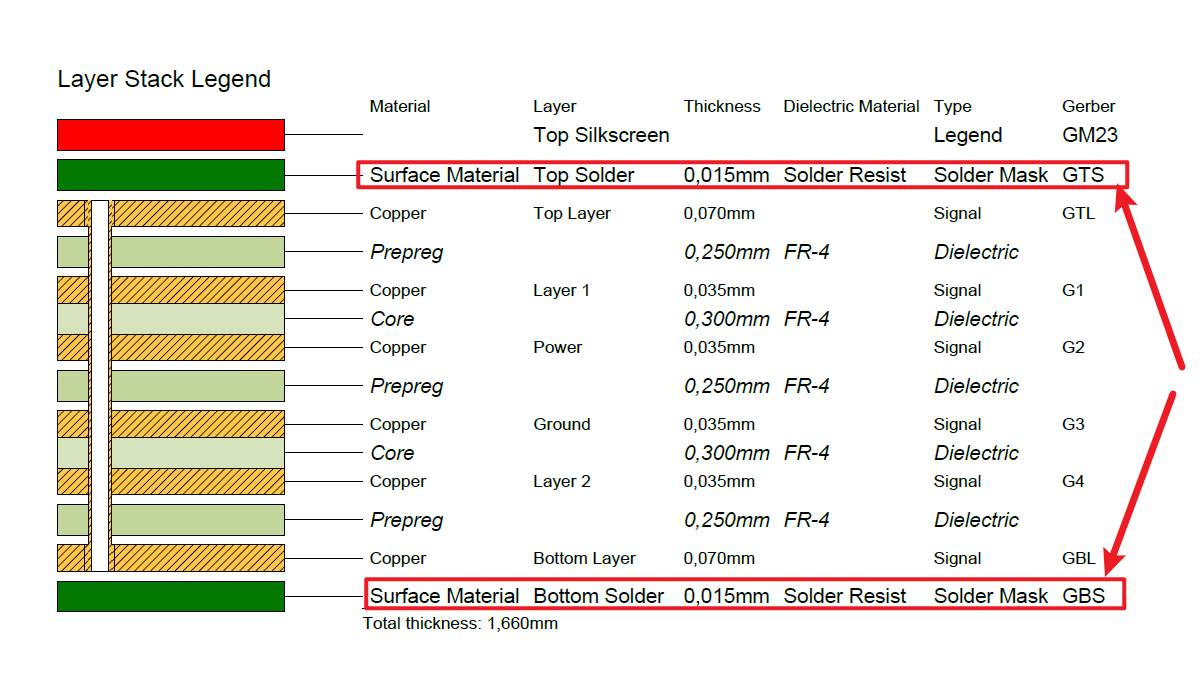 Layer Stack Legend
Material Layer Thickness Dielectric Material Type Gerber
Top Silkscreen Legend GM23
Surface Material Top Solder 0,015mm Solder Resist Solder Mask GTS
Copper Top Layer 0,070mm Signal GTL
Prepreg 0,250mm FR-4 Dielectric
Copper Layer 1 0,035mm Signal G1
Core 0,300mm FR-4 Dielectric
Copper Power 0,035mm Signal G2
Prepreg 0,250mm FR-4 Dielectric
Copper Ground 0,035mm Signal G3
Core 0,300mm FR-4 Dielectric
Copper Layer 2 0,035mm Signal G4
Prepreg 0,250mm FR-4 Dielectric
Copper Bottom Layer 0,070mm Signal GBL
Surface Material Bottom Solder 0,015mm Solder Resist Solder Mask GBS
Total thickness: 1,660mm